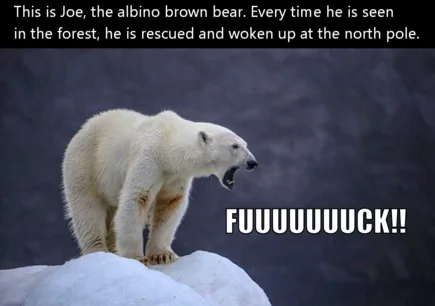 This is Joe, the albino brown bear. Every time he is seen
in the forest, he is rescued and woken up at the north pole.
FUUUUUUUCK!!